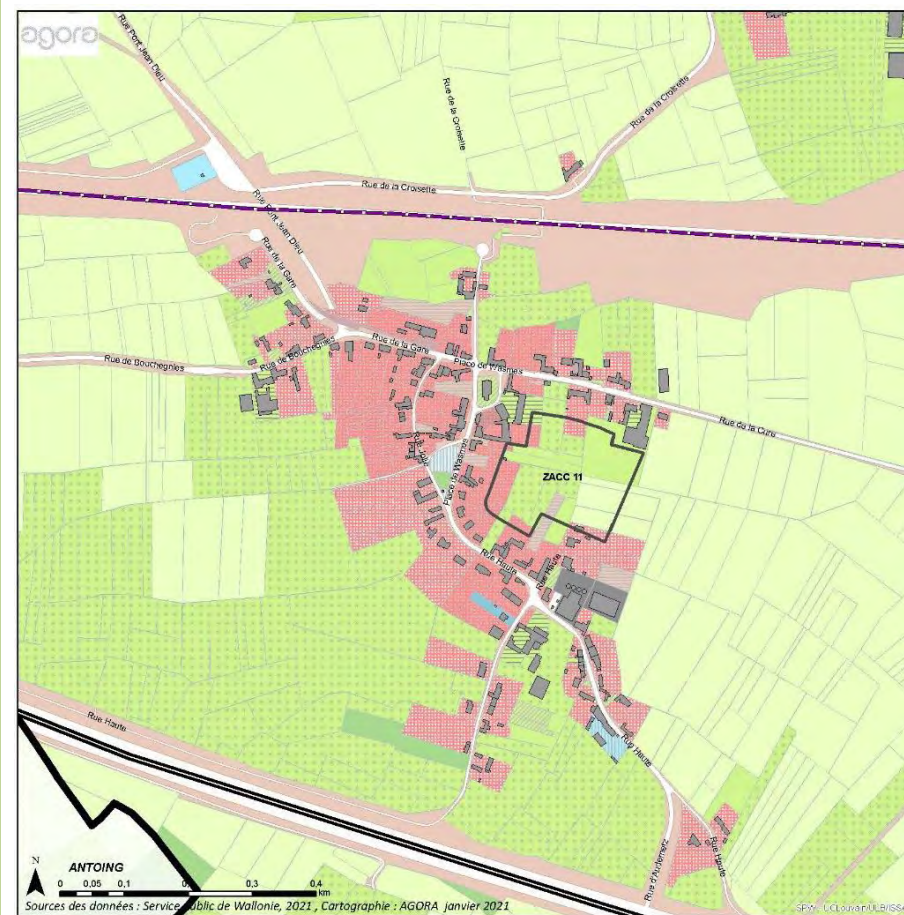 agora
Rue Pont Jean Dieu
Rue de la Croisette
Rue de la Croisette
Rue de la Croisette
Rue Pont Jean Dieu
Rue de la Gare
Rue de Bouchegnies
Rue de Bouchegnies
Rue de la Gare
Place de Wasmes
Rue de la Cure
Place de Wasmes
ZACC 11
Rue Haute
Rue Haute
Rue Haute
Rue Haute
Rue Haute
N
ANTOING
0 0,05 0,1 0,3 0,4
km
Sources des données : Service public de Wallonie, 2021 , Cartographie : AGORA janvier 2021